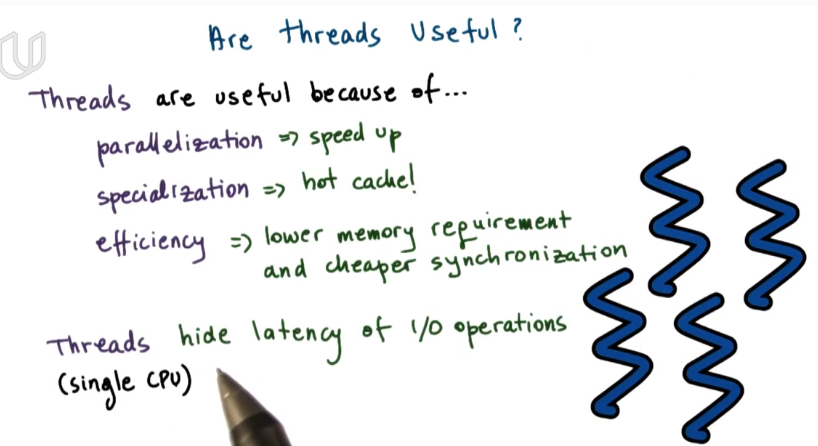 Are threads Useful?
Threads are useful because of...
parallelization => speed up
specialization => hot cache!
efficiency => lower memory requirement
and cheaper synchronization
Threads hide latency of I/O operations
(single CPU)